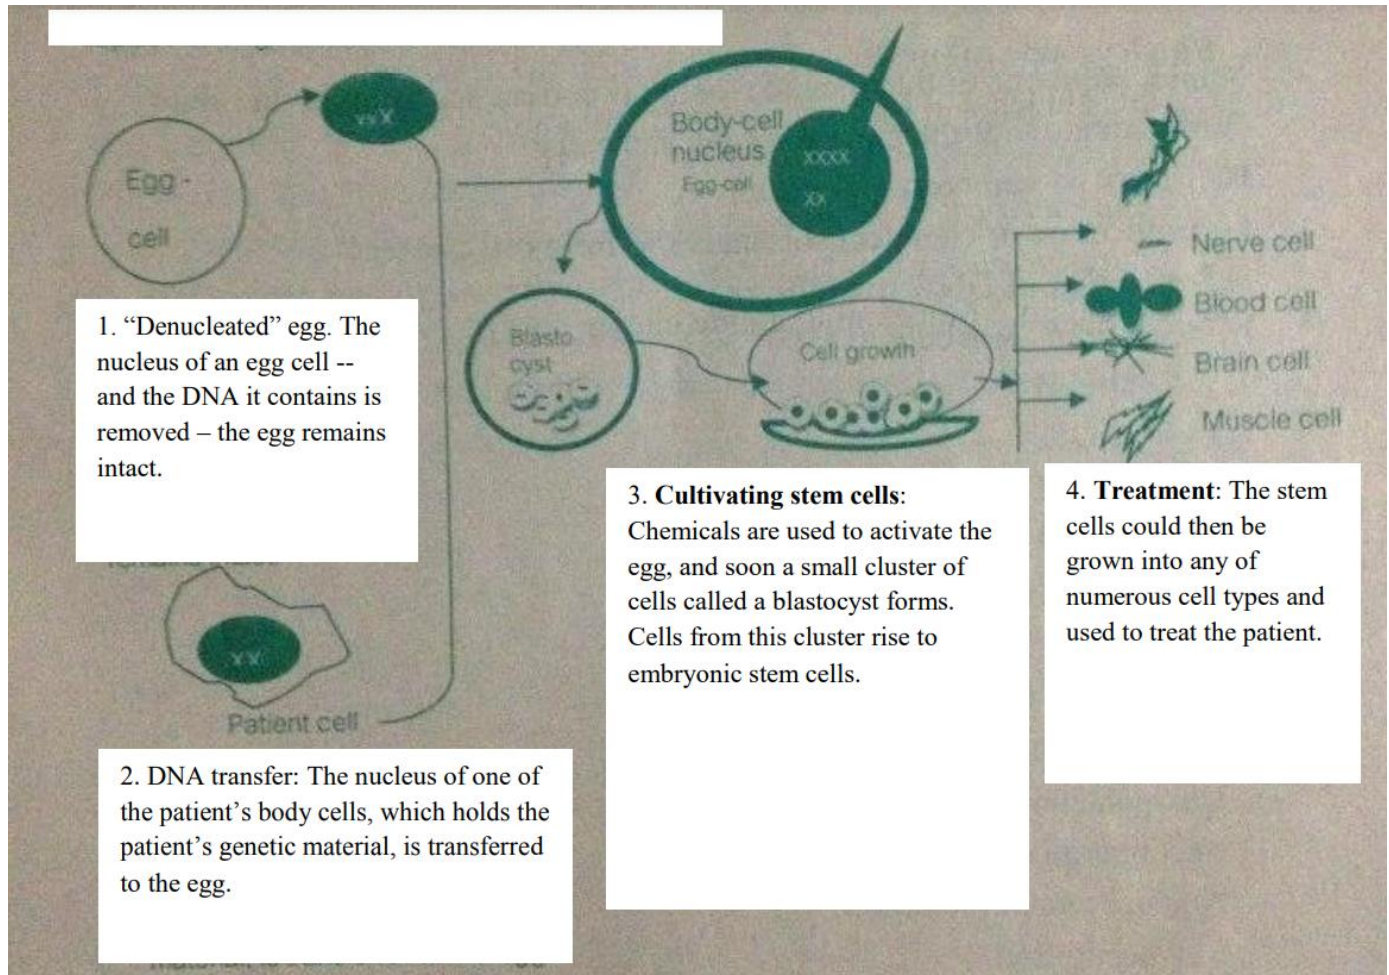 Egg -
cell
XXX
Body-cell
nucleus
Egg-cell
XXXX
XX
Nerve cell
Blood cell
Brain cell
Muscle cell
Blasto
cyst
Cell growth
1. “Denucleated” egg. The
nucleus of an egg cell --
and the DNA it contains is
removed – the egg remains
intact.
XX
Patient cell
2. DNA transfer: The nucleus of one of
the patient’s body cells, which holds the
patient’s genetic material, is transferred
to the egg.
3. Cultivating stem cells:
Chemicals are used to activate the
egg, and soon a small cluster of
cells called a blastocyst forms.
Cells from this cluster rise to
embryonic stem cells.
4. Treatment: The stem
cells could then be
grown into any of
numerous cell types and
used to treat the patient.